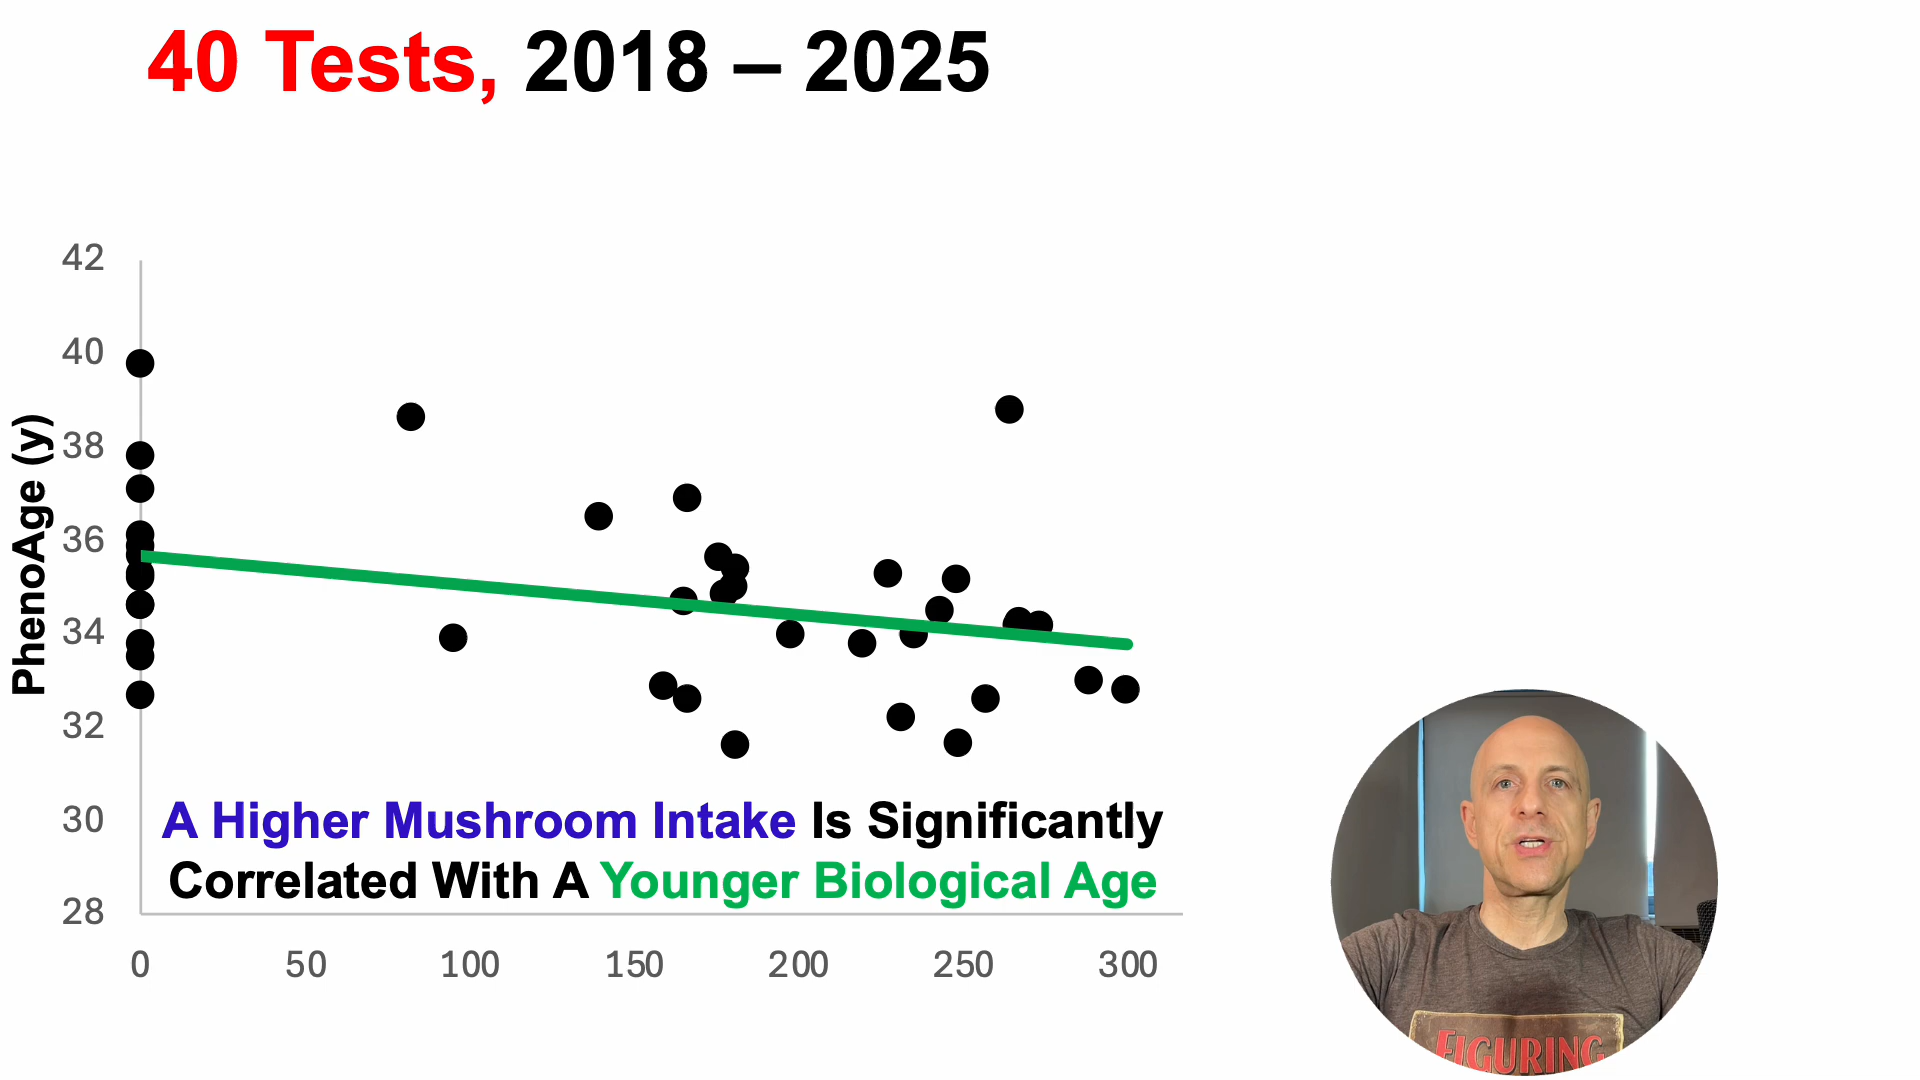 40 Tests, 2018 – 2025
PhenoAge (y)
42
40
38
36
34
32
30
28
A Higher Mushroom Intake Is Significantly
Correlated With A Younger Biological Age
0 50 100 150 200 250 300
FIGURING